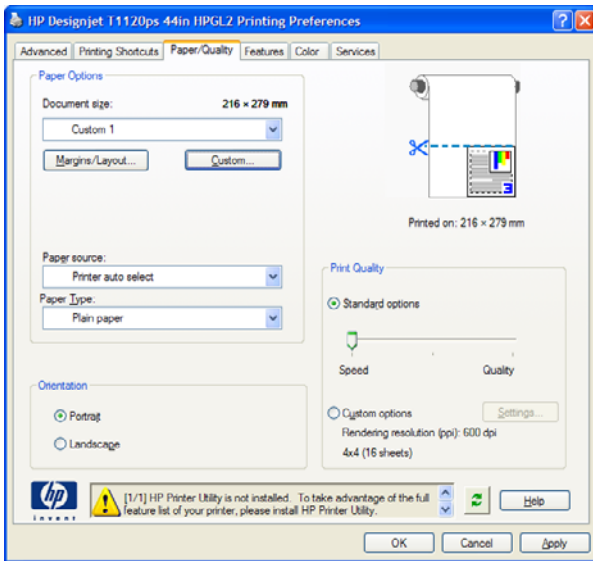 HP Designjet T1120ps 44in HPGL2 Printing Preferences
Advanced Printing Shortcuts Paper/Quality Features Color Services
Paper Options
Document size: 216 × 279 mm
Custom 1
Margins/Layout... Custom...
Printed on: 216 × 279 mm
Paper source:
Printer auto select
Paper Type:
Plain paper
Print Quality
Standard options
Speed Quality
Custom options Settings...
Rendering resolution (ppi): 600 dpi
4x4 (16 sheets)
Orientation
Portrait
Landscape
hp
invent
[1/1] HP Printer Utility is not installed. To take advantage of the full
feature list of your printer, please install HP Printer Utility.
Help
OK Cancel Apply